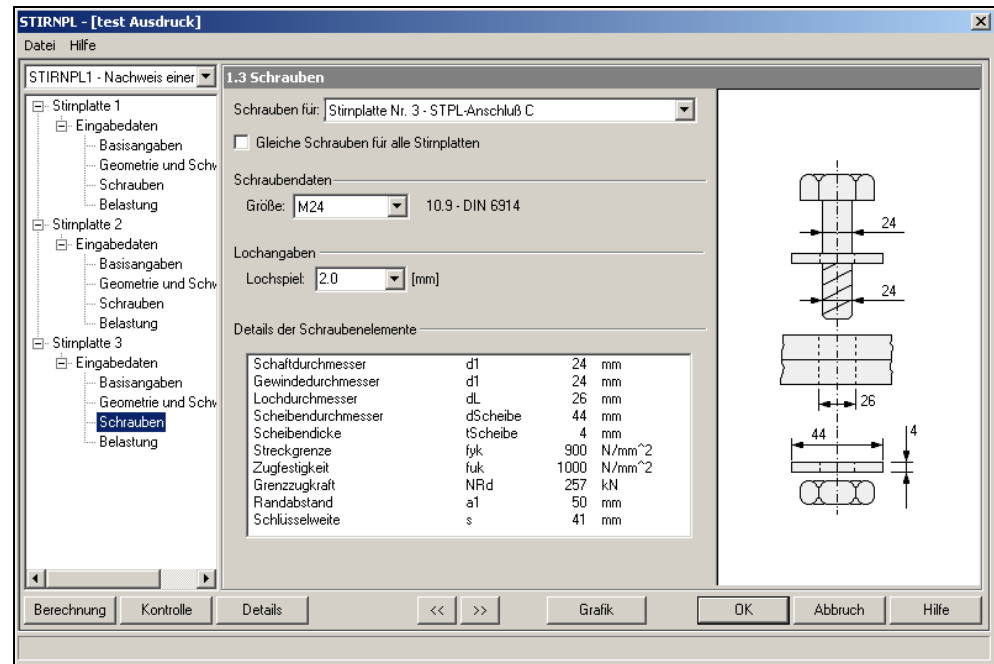 STIRNPL - [test Ausdruck]
Datei Hilfe
STIRNPL1 - Nachweis einer
Stirnplatte 1
Eingabedaten
Basisangaben
Geometrie und Schw
Schrauben
Belastung
Stirnplatte 2
Eingabedaten
Basisangaben
Geometrie und Schw
Schrauben
Belastung
Stirnplatte 3
Eingabedaten
Basisangaben
Geometrie und Schw
Schrauben
Belastung
1.3 Schrauben
Schrauben für: Stirnplatte Nr. 3 - STPL-Anschluß C
Gleiche Schrauben für alle Stirnplatten
Schraubendaten
Größe: M24 10.9 - DIN 6914
Lochangaben
Lochspiel: 2.0 [mm]
Details der Schraubenelemente
Schaftdurchmesser d1 24 mm
Gewindedurchmesser d1 24 mm
Lochdurchmesser dL 26 mm
Scheibendurchmesser dScheibe 44 mm
Scheibendicke tScheibe 4 mm
Streckgrenze fyk 900 N/mm^2
Zugfestigkeit fuk 1000 N/mm^2
Grenzzugkraft NRd 257 kN
Randabstand a1 50 mm
Schlüsselweite s 41 mm
24
24
26
44 4
Berechnung Kontrolle Details << >> Grafik OK Abbruch Hilfe